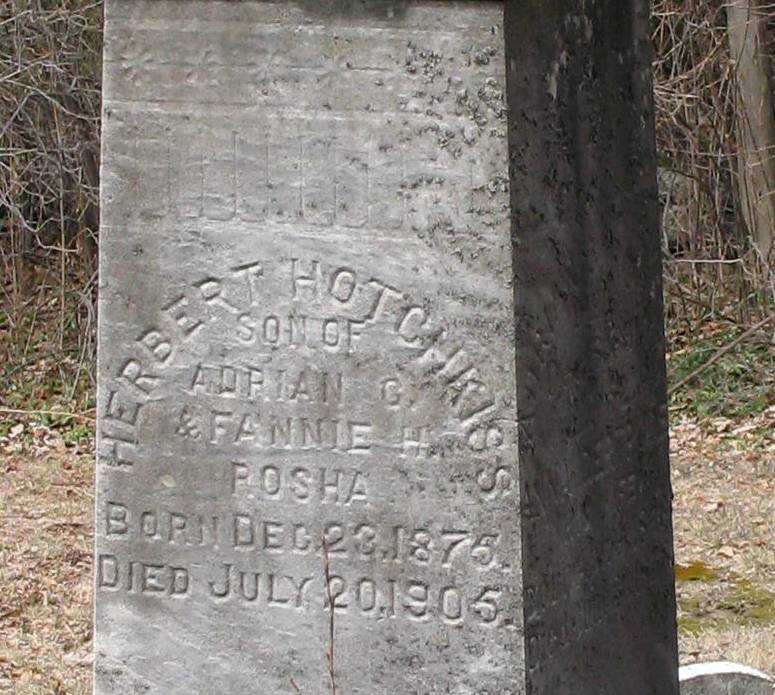 HERBERT HOTCHKISS
SON OF
ADRIAN C.
& FANNIE H.
ROSHA
BORN DEC. 23, 1875.
DIED JULY 20, 1905.